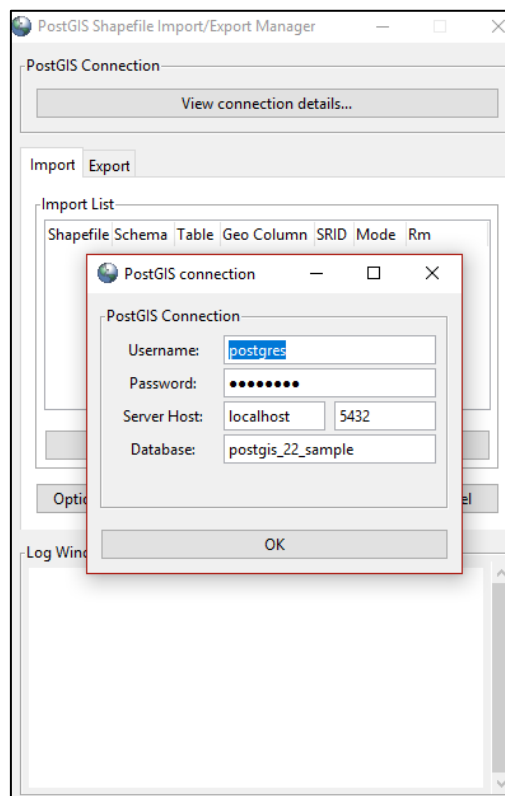 PostGIS Shapefile Import/Export Manager
PostGIS Connection
View connection details...
Import Export
Import List
Shapefile Schema Table Geo Column SRID Mode Rm
PostGIS connection
PostGIS Connection
Username: postgres
Password: ●●●●●●●●
Server Host: localhost 5432
Database: postgis_22_sample
OK
Log